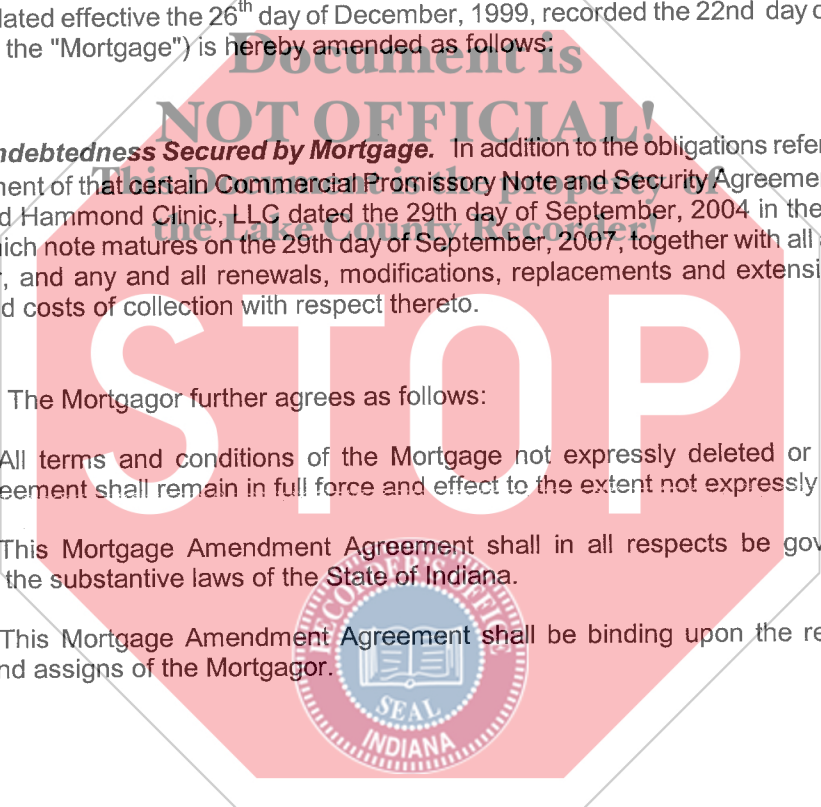 lated effective the 26th day of December, 1999, recorded the 22nd day
the "Mortgage") is hereby amended as follows:
Document is
NOT OFFICIAL!
ndebtedness Secured by Mortgage. In addition to the obligations refe
This Document is the property of
nent of that certain Commercial Promissory Note and Security Agreeme
d Hammond Clinic, LLC dated the 29th day of September, 2004 in the
the Lake County Recorder!
ich note matures on the 29th day of September, 2007, together with all
, and any and all renewals, modifications, replacements and extensi
d costs of collection with respect thereto.
STOP
The Mortgagor further agrees as follows:
All terms and conditions of the Mortgage not expressly deleted or
eement shall remain in full force and effect to the extent not expressly
This Mortgage Amendment Agreement shall in all respects be gov
the substantive laws of the State of Indiana.
RECORDER'S OFFICE
This Mortgage Amendment Agreement shall be binding upon the re
nd assigns of the Mortgagor.
SEAL
INDIANA